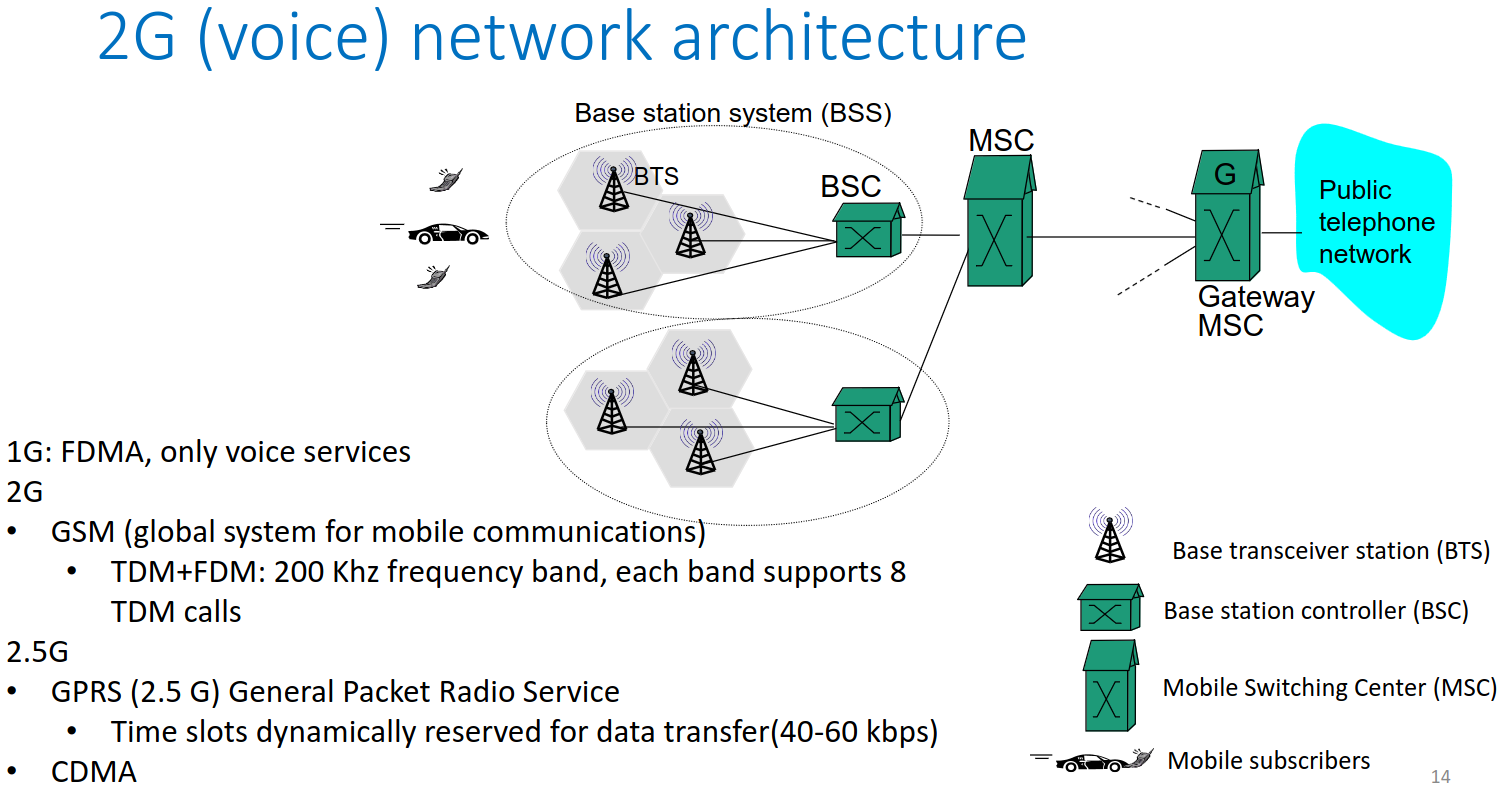 2G (voice) network architecture
Base station system (BSS)
BTS
BSC
MSC
G
Gateway
MSC
Public
telephone
network
1G: FDMA, only voice services
2G
• GSM (global system for mobile communications)
• TDM+FDM: 200 Khz frequency band, each band supports 8
TDM calls
2.5G
• GPRS (2.5 G) General Packet Radio Service
• Time slots dynamically reserved for data transfer(40-60 kbps)
• CDMA
Base transceiver station (BTS)
Base station controller (BSC)
Mobile Switching Center (MSC)
Mobile subscribers
14